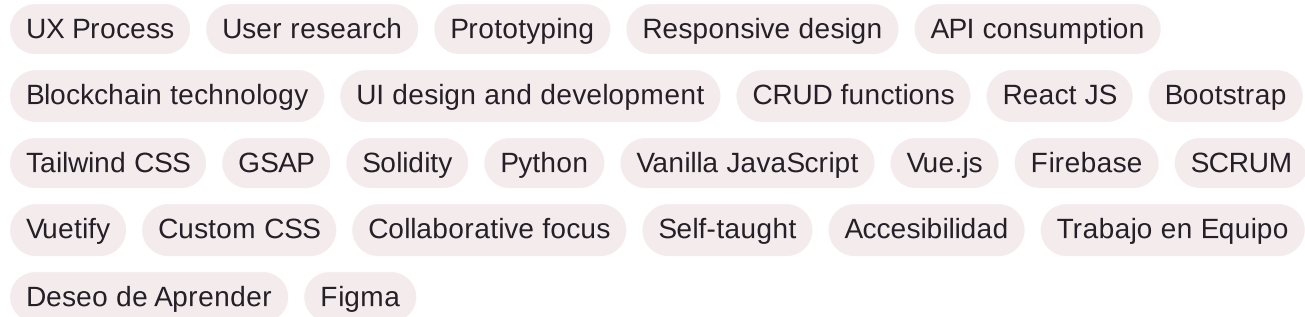 UX Process User research Prototyping Responsive design API consumption
Blockchain technology UI design and development CRUD functions React JS Bootstrap
Tailwind CSS GSAP Solidity Python Vanilla JavaScript Vue.js Firebase SCRUM
Vuetify Custom CSS Collaborative focus Self-taught Accesibilidad Trabajo en Equipo
Deseo de Aprender Figma